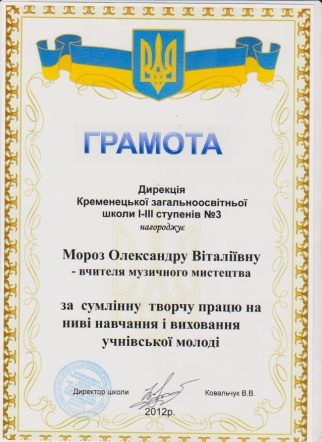 ГРАМОТА
Дирекція
Кременецької загальноосвітньої
школи І-ІІІ ступенів №3
нагороджує
Мороз Олександру Віталіївну
- вчителя музичного мистецтва
за сумлінну творчу працю на
ниві навчання і виховання
учнівської молоді
Директор школи Ковальчук В.В.
2012р.